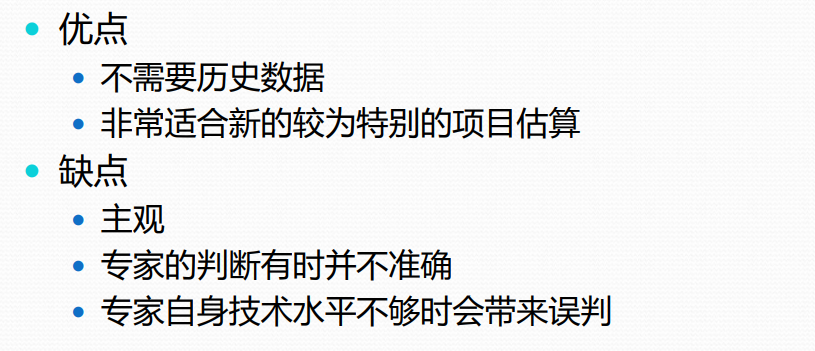 优点
不需要历史数据
非常适合新的较为特别的项目估算
缺点
主观
专家的判断有时并不准确
专家自身技术水平不够时会带来误判